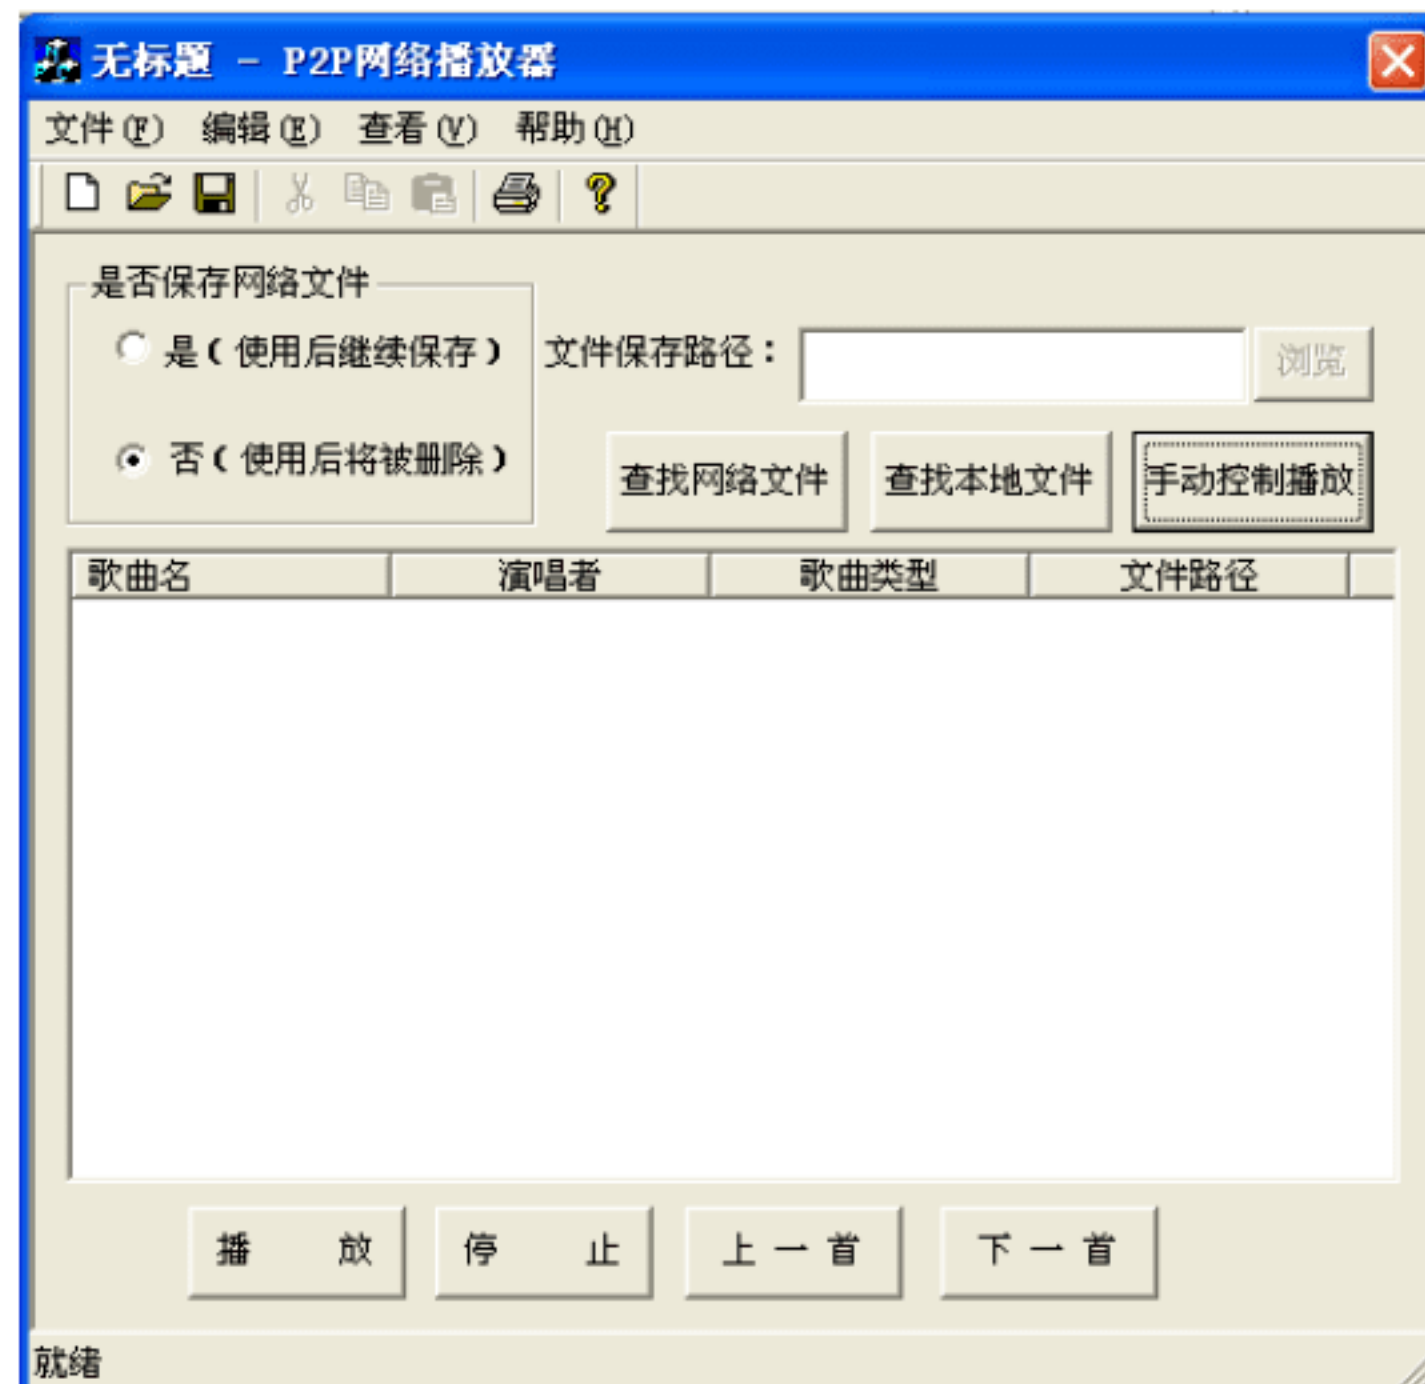 无标题 - P2P网络播放器
文件(F) 编辑(E) 查看(V) 帮助(H)
是否保存网络文件
是(使用后继续保存) 文件保存路径: 浏览
否(使用后将被删除) 查找网络文件 查找本地文件 手动控制播放
歌曲名 演唱者 歌曲类型 文件路径
播 放 停 止 上一首 下一首
就绪